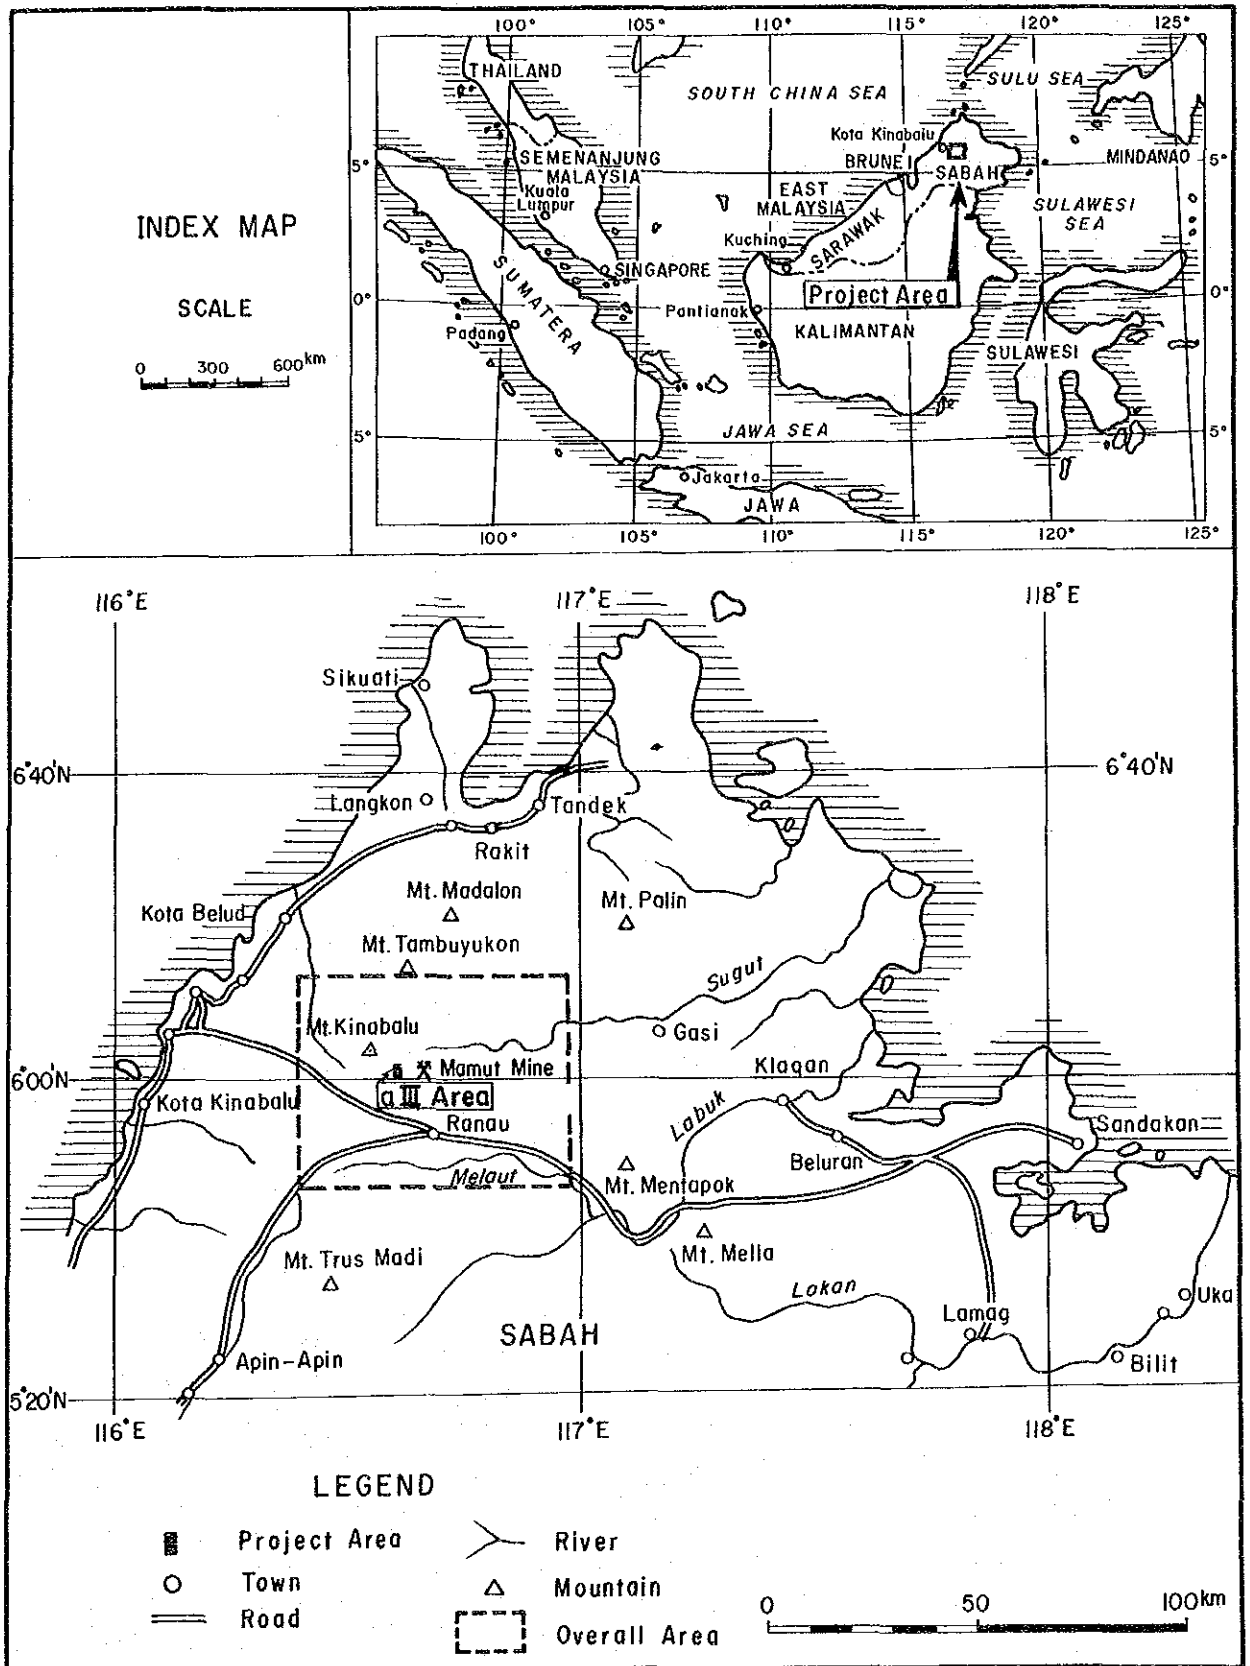 100°
105°
110°
115°
120°
125°
THAILAND
SOUTH CHINA SEA
SULU SEA
Kota Kinabalu
SEMENANJUNG
MALAYSIA
BRUNEI
SABAH
MINDANAO
5°
5°
Kuala
Lumpur
EAST
MALAYSIA
SULAWESI
SEA
INDEX MAP
Kuching
SARAWAK
SINGAPORE
SUMATERA
Project Area
0°
0°
SCALE
Pantianak
Padang
KALIMANTAN
SULAWESI
0 300 600km
5°
JAWA SEA
5°
Jakarta
JAWA
100°
105°
110°
115°
120°
125°
116°E
117°E
118°E
Sikuati
6°40'N
6°40'N
Langkon
Tandek
Rakit
Mt. Madalon
Mt. Palin
Kota Belud
Mt. Tambuyukon
Sugut
Mt. Kinabalu
Gasi
Mamut Mine
Klagan
6°00'N
a III Area
Kota Kinabalu
Ranau
Labuk
Sandakan
Beluran
Melaut
Mt. Mentapok
Mt. Trus Madi
Mt. Melia
Lokan
Uka
Lamag
SABAH
Apin-Apin
Bilit
5°20'N
116°E
117°E
118°E
LEGEND
Project Area
River
Town
Mountain
Road
Overall Area
0 50 100km